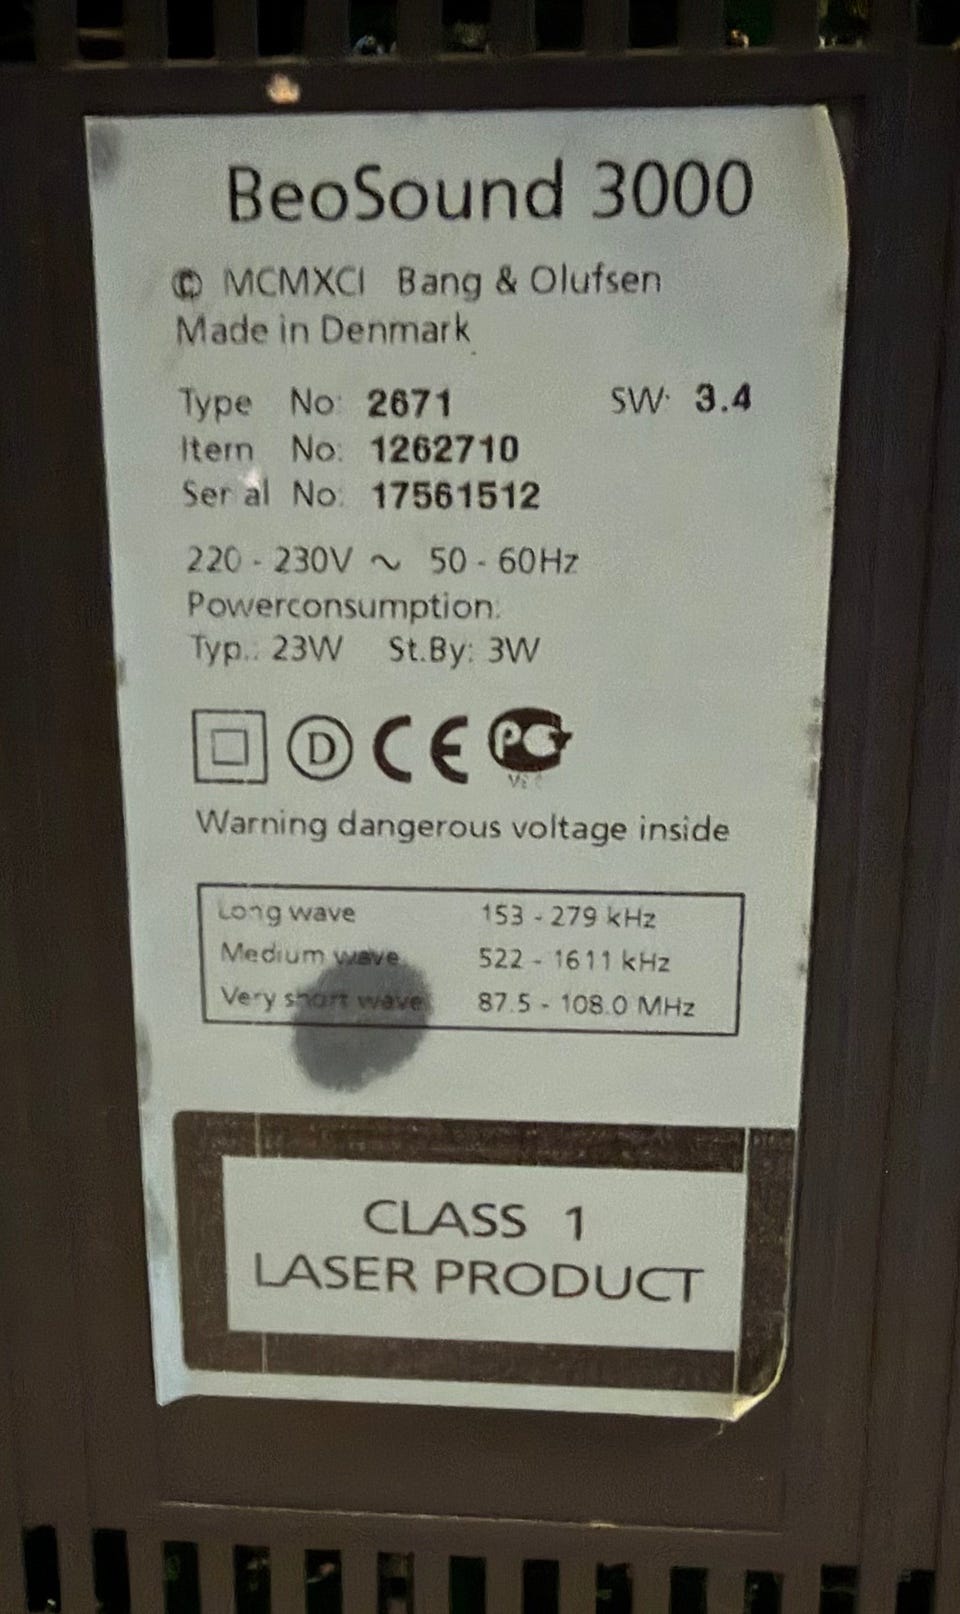 BeoSound 3000
© MCMXCI Bang & Olufsen
Made in Denmark
Type No: 2671 SW: 3.4
Item No: 1262710
Serial No: 17561512
220 - 230V ~ 50 - 60Hz
Powerconsumption:
Typ.: 23W St.By: 3W
D CE PC
Warning dangerous voltage inside
Long wave 153 - 279 kHz
Medium wave 522 - 1611 kHz
Very short wave 87.5 - 108.0 MHz
CLASS 1
LASER PRODUCT